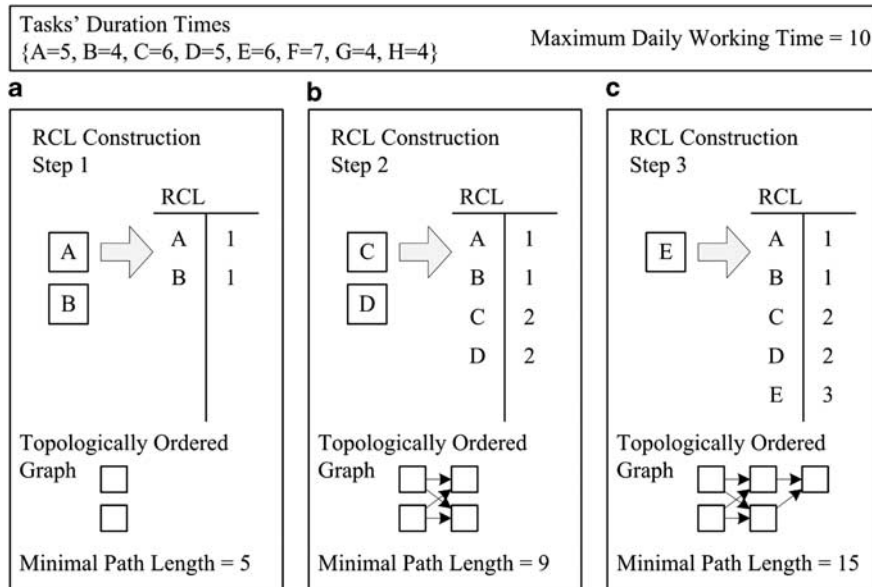 Tasks' Duration Times
{A=5, B=4, C=6, D=5, E=6, F=7, G=4, H=4}
Maximum Daily Working Time = 10
a
RCL Construction
Step 1
RCL
A 1
B 1
A
B
Topologically Ordered
Graph
Minimal Path Length = 5
b
RCL Construction
Step 2
RCL
A 1
B 1
C 2
D 2
C
D
Topologically Ordered
Graph
Minimal Path Length = 9
c
RCL Construction
Step 3
RCL
A 1
B 1
C 2
D 2
E 3
E
Topologically Ordered
Graph
Minimal Path Length = 15